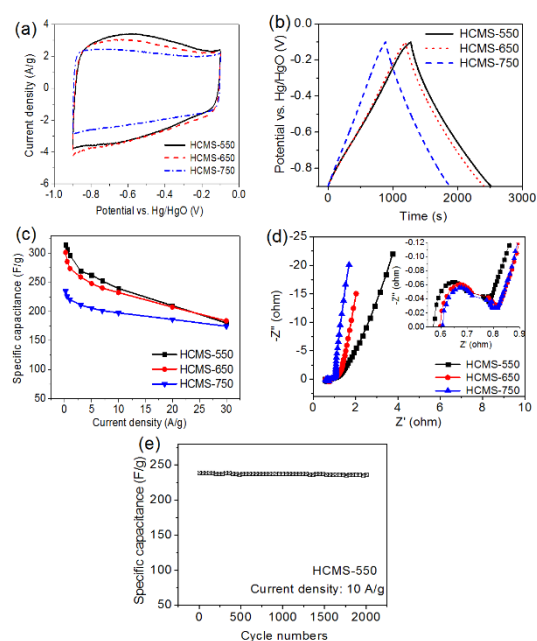 (a)
Current density (A/g)
6
4
2
0
-2
-4
HCMS-550
HCMS-650
HCMS-750
-0.9 -0.6 -0.3 0.0
Potential vs. Hg/HgO (V)
(b)
Potential vs. Hg/HgO (V)
0.0
-0.2
-0.4
-0.6
-0.8
HCMS-550
HCMS-650
HCMS-750
0 1000 2000 3000
Time (s)
(c)
Specific capacitance (F/g)
350
300
250
200
150
100
50
HCMS-550
HCMS-650
HCMS-750
0 5 10 15 20 25 30
Current density (A/g)
(d)
-Z" (ohm)
-25
-20
-15
-10
-5
0
-Z" (ohm)
-0.12
-0.10
-0.08
-0.06
-0.04
-0.02
0.00
0.6 0.7 0.8 0.9
Z' (ohm)
HCMS-550
HCMS-650
HCMS-750
0 2 4 6 8 10
Z' (ohm)
(e)
Specific capacitance (F/g)
250
200
150
100
50
HCMS-550
Current density: 10 A/g
0 500 1000 1500 2000
Cycle numbers